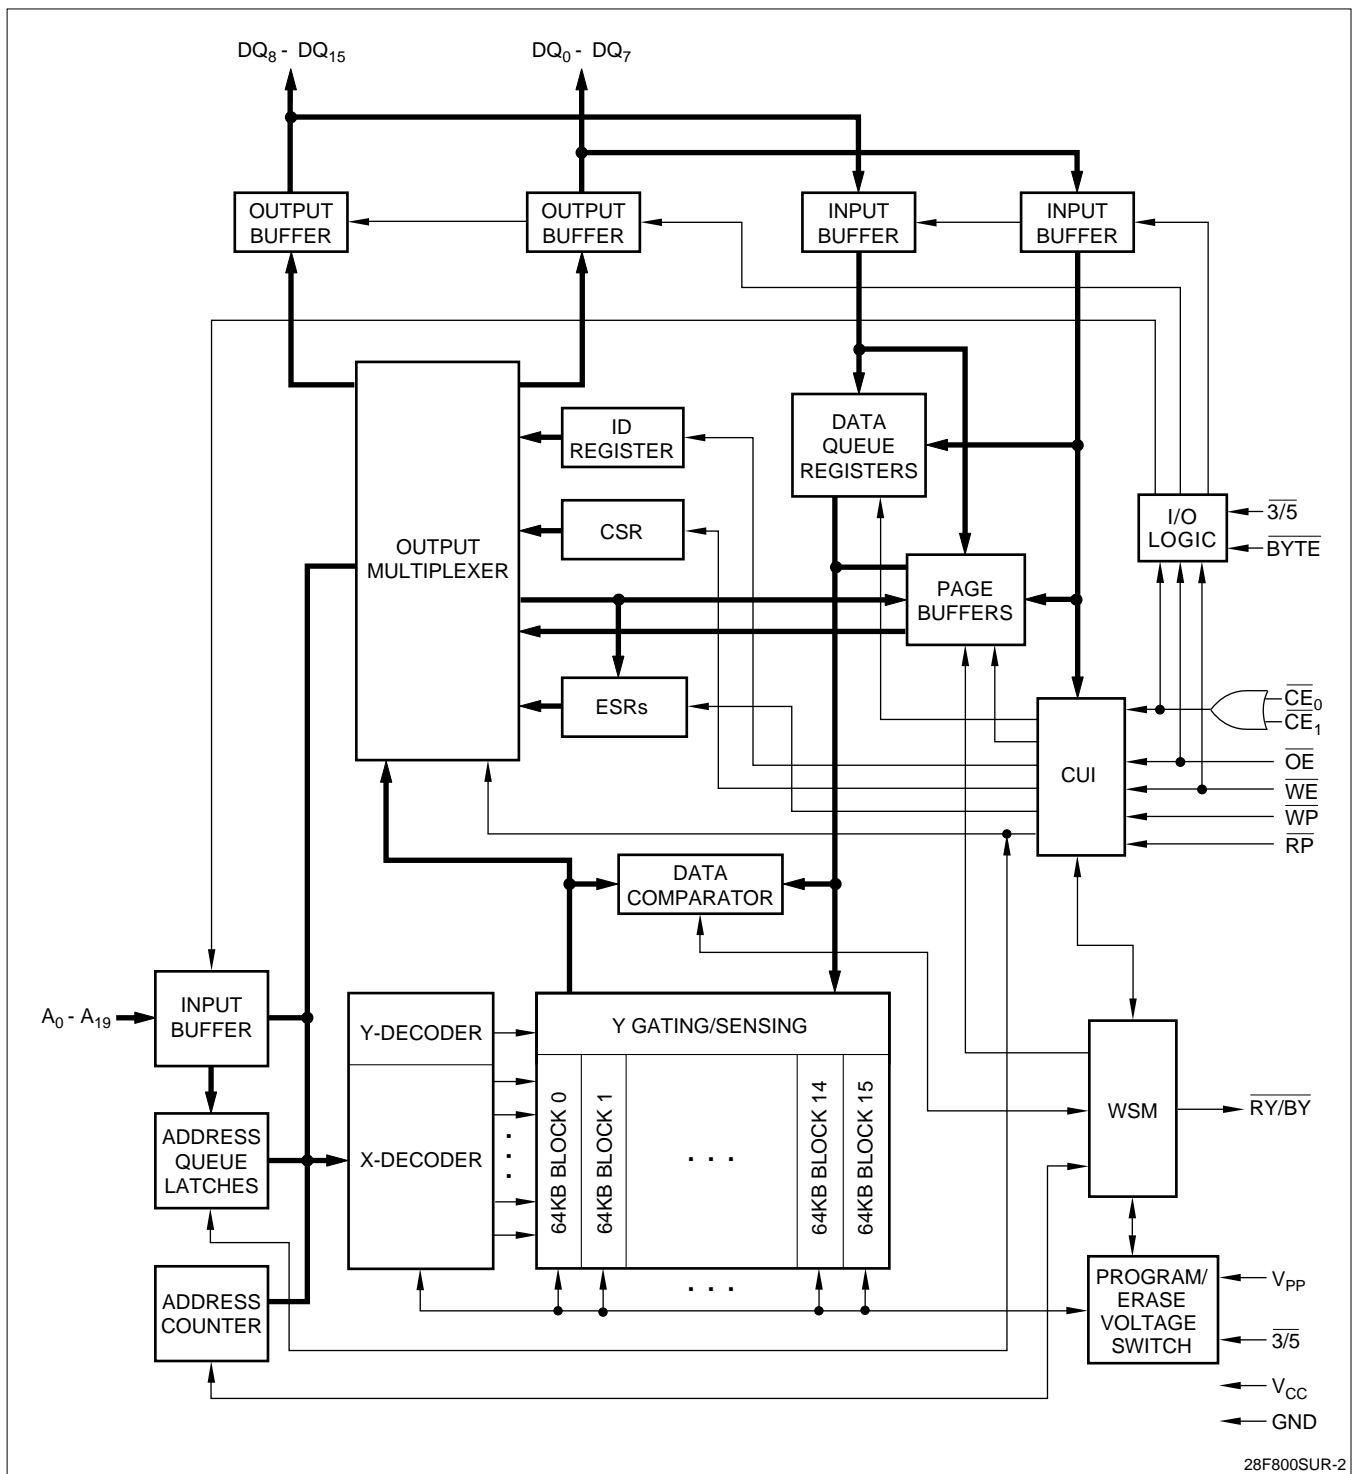 DQ8 - DQ15
DQ0 - DQ7
OUTPUT
BUFFER
OUTPUT
BUFFER
INPUT
BUFFER
INPUT
BUFFER
OUTPUT
MULTIPLEXER
ID
REGISTER
CSR
ESRs
DATA
QUEUE
REGISTERS
PAGE
BUFFERS
I/O
LOGIC
3/5
BYTE
CE0
CE1
OE
WE
WP
RP
CUI
DATA
COMPARATOR
A0 - A19
INPUT
BUFFER
ADDRESS
QUEUE
LATCHES
ADDRESS
COUNTER
Y-DECODER
X-DECODER
Y GATING/SENSING
64KB BLOCK 0
64KB BLOCK 1
. . .
64KB BLOCK 14
64KB BLOCK 15
. . .
. . .
WSM
RY/BY
PROGRAM/
ERASE
VOLTAGE
SWITCH
VPP
3/5
VCC
GND
28F800SUR-2